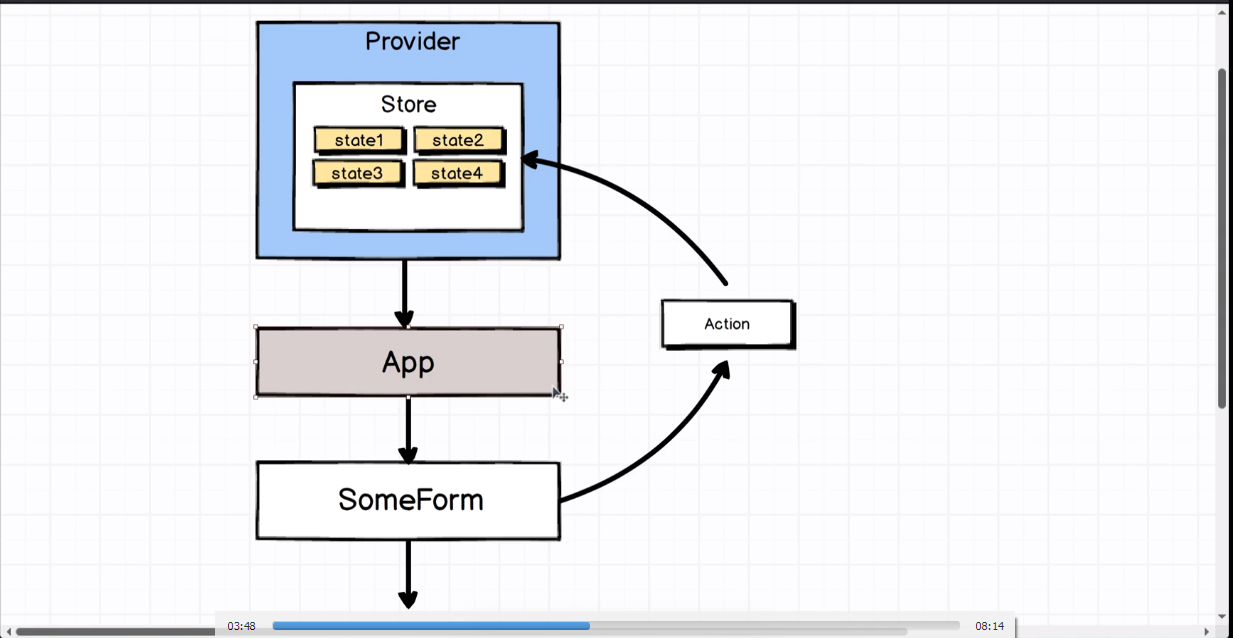 Provider
Store
state1 state2
state3 state4
Action
App
SomeForm
03:48 08:14